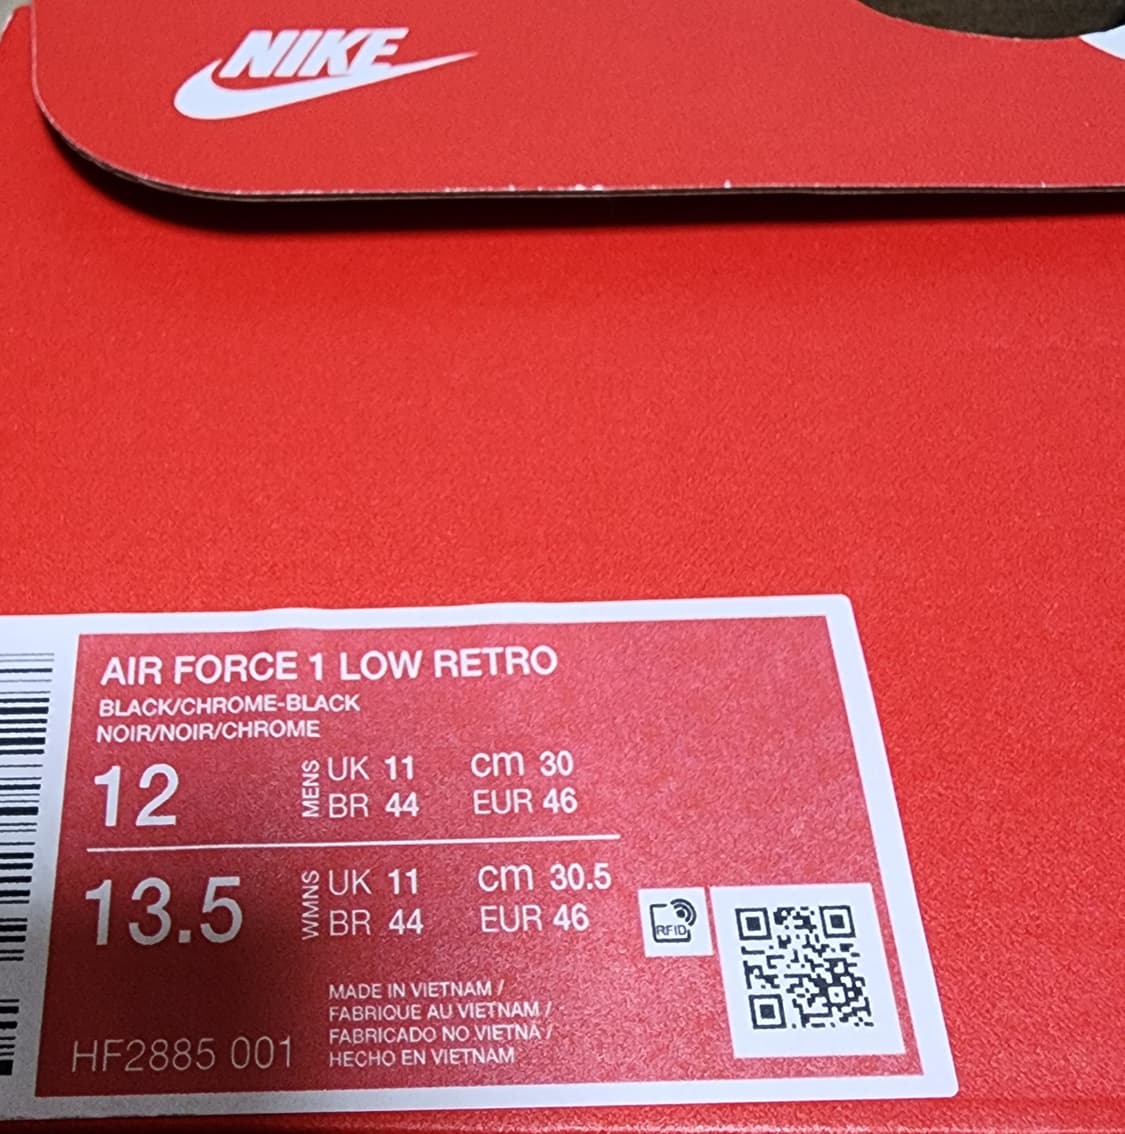 NIKE
AIR FORCE 1 LOW RETRO
BLACK/CHROME-BLACK
NOIR/NOIR/CHROME
12 MENS UK 11 cm 30
BR 44 EUR 46
13.5 WMNS UK 11 cm 30.5
BR 44 EUR 46
RFID
MADE IN VIETNAM /
FABRIQUE AU VIETNAM /
FABRICADO NO VIETNÃ /
HECHO EN VIETNAM
HF2885 001